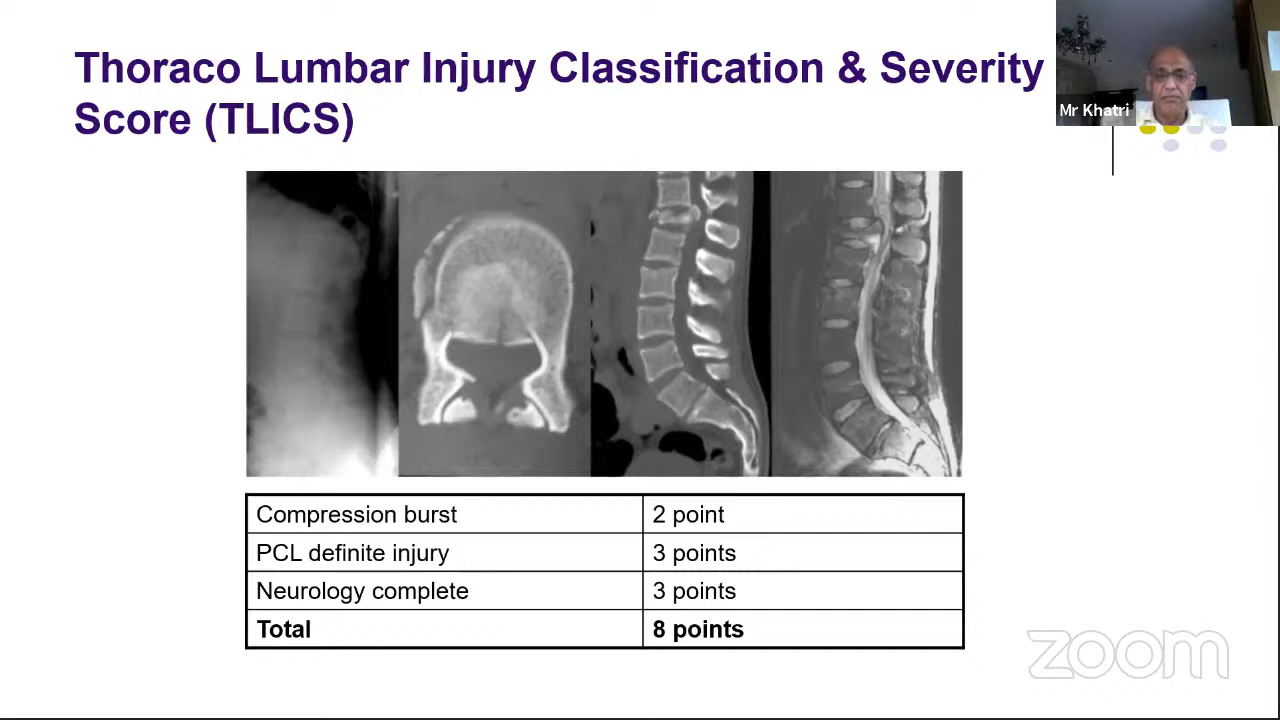 Thoraco Lumbar Injury Classification & Severity
Score (TLICS)
Mr Khatri
Compression burst 2 point
PCL definite injury 3 points
Neurology complete 3 points
Total 8 points
zoom